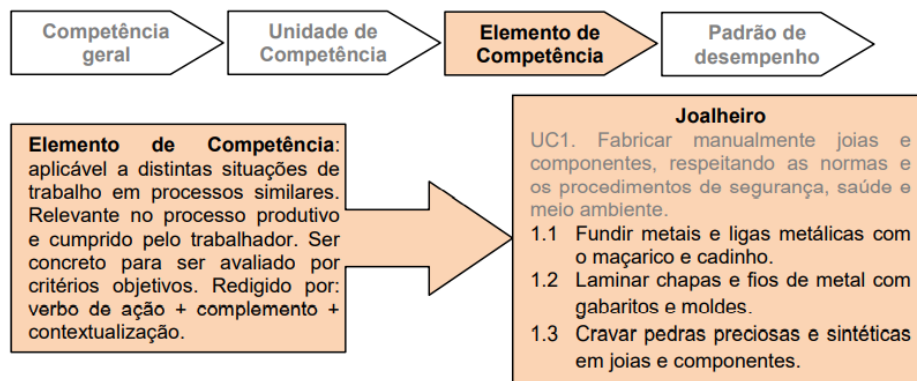 Competência
geral
Unidade de
Competência
Elemento de
Competência
Padrão de
desempenho
Elemento de Competência:
aplicável a distintas situações de
trabalho em processos similares.
Relevante no processo produtivo
e cumprido pelo trabalhador. Ser
concreto para ser avaliado por
critérios objetivos. Redigido por:
verbo de ação + complemento +
contextualização.
Joalheiro
UC1. Fabricar manualmente joias e
componentes, respeitando as normas e
os procedimentos de segurança, saúde e
meio ambiente.
1.1 Fundir metais e ligas metálicas com
o maçarico e cadinho.
1.2 Laminar chapas e fios de metal com
gabaritos e moldes.
1.3 Cravar pedras preciosas e sintéticas
em joias e componentes.